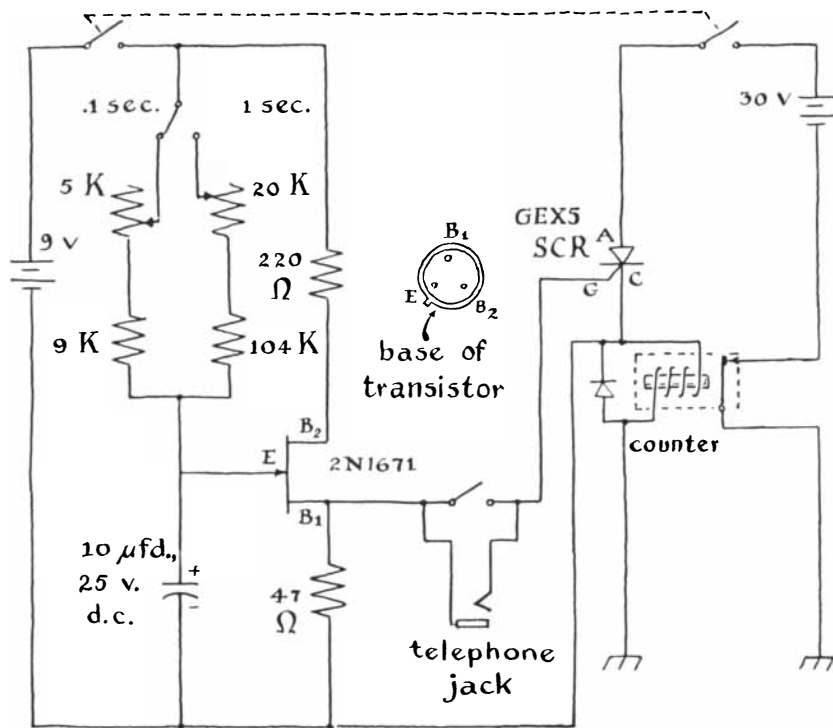 .1 sec.
1 sec.
30 V
5 K
20 K
GEX5
SCR
A
B1
9 v
220
Ω
G
C
E
B2
9 K
104 K
base of
transistor
B2
E
2N1671
counter
B1
10 µfd.,
25 v.
d.c.
+
-
47
Ω
telephone
jack